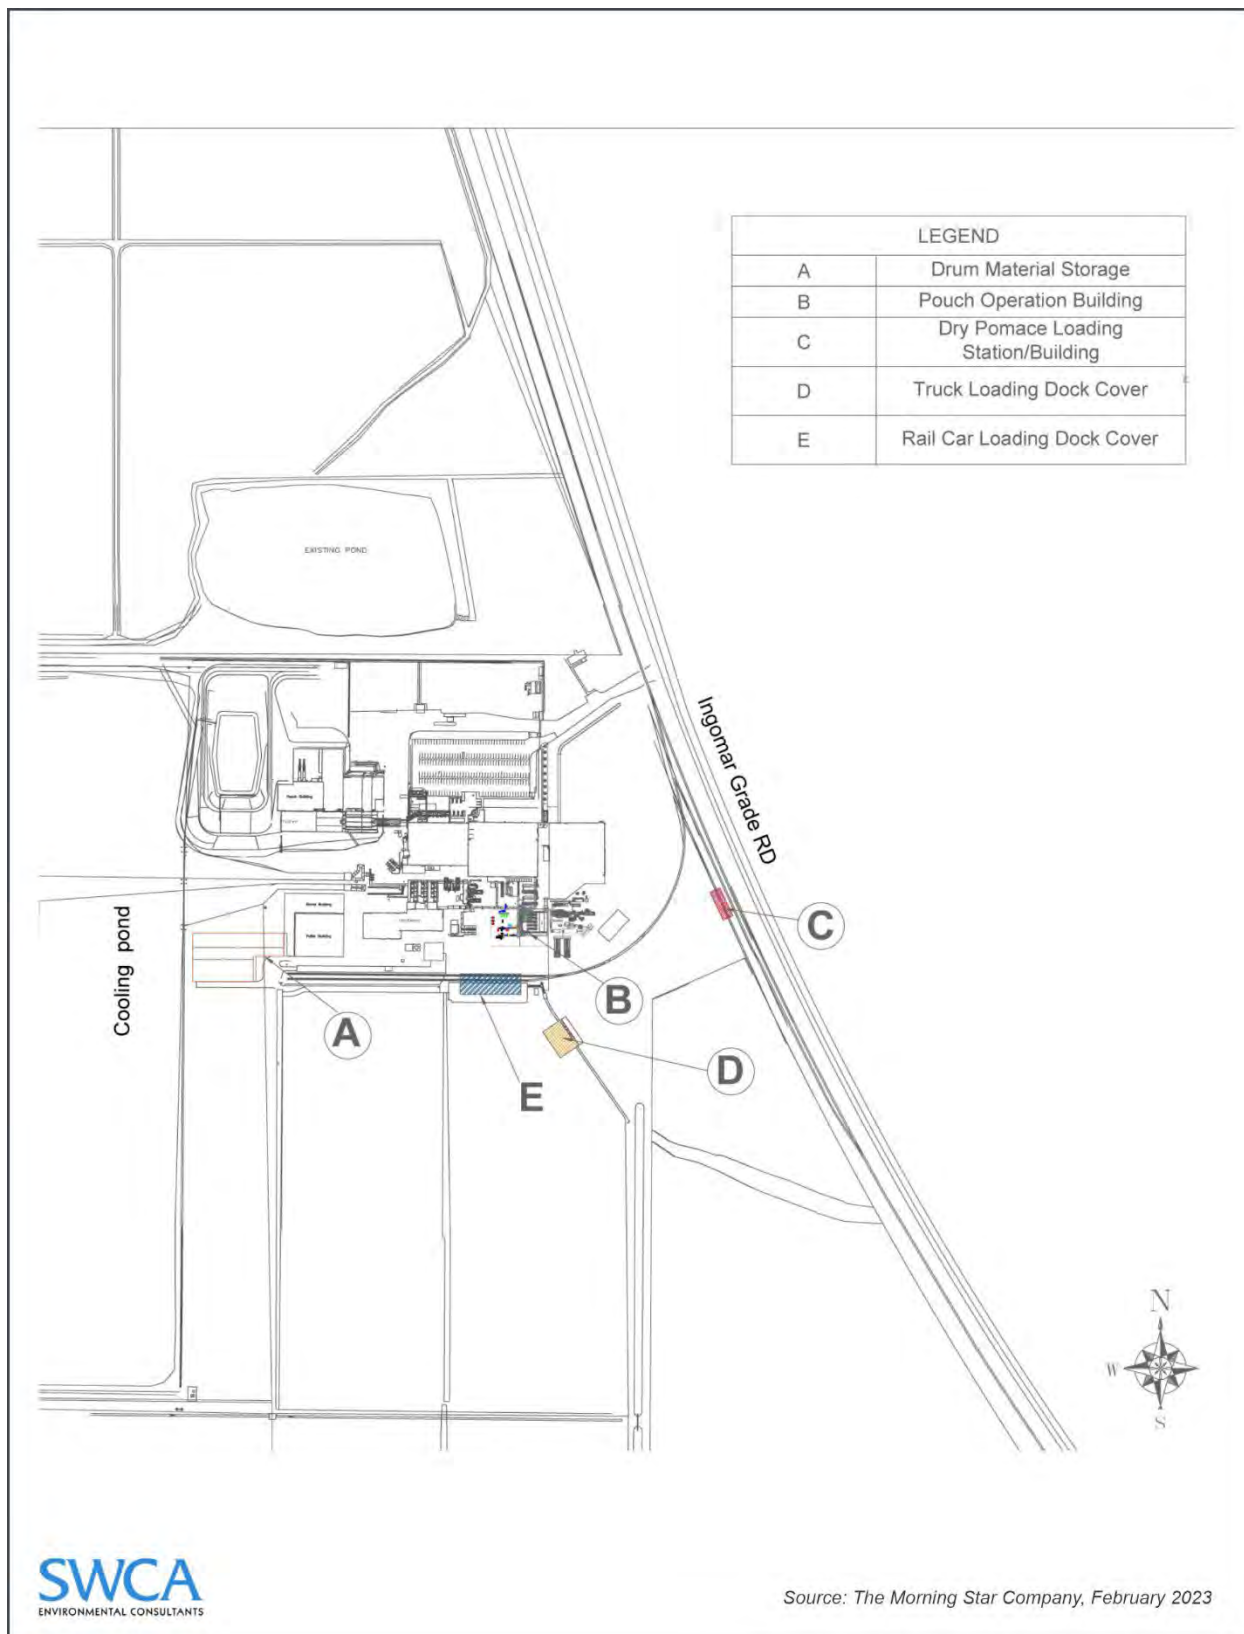 LEGEND
A Drum Material Storage
B Pouch Operation Building
C Dry Pomace Loading
Station/Building
D Truck Loading Dock Cover
E Rail Car Loading Dock Cover
EXISTING POND
Ingomar Grade RD
Cooling pond
A
B
C
D
E
N
W
S
SWCA
ENVIRONMENTAL CONSULTANTS
Source: The Morning Star Company, February 2023